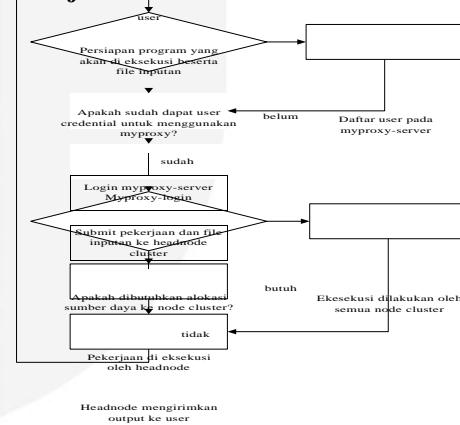 user
Persiapan program yang
akan di eksekusi beserta
file inputan
Apakah sudah dapat user
credential untuk menggunakan
myproxy?
belum
Daftar user pada
myproxy-server
sudah
Login myproxy-server
Myproxy-login
Submit pekerjaan dan file
inputan ke headnode
cluster
Apakah dibutuhkan alokasi
sumber daya ke node cluster?
butuh
Ekesekusi dilakukan oleh
semua node cluster
tidak
Pekerjaan di eksekusi
oleh headnode
Headnode mengirimkan
output ke user